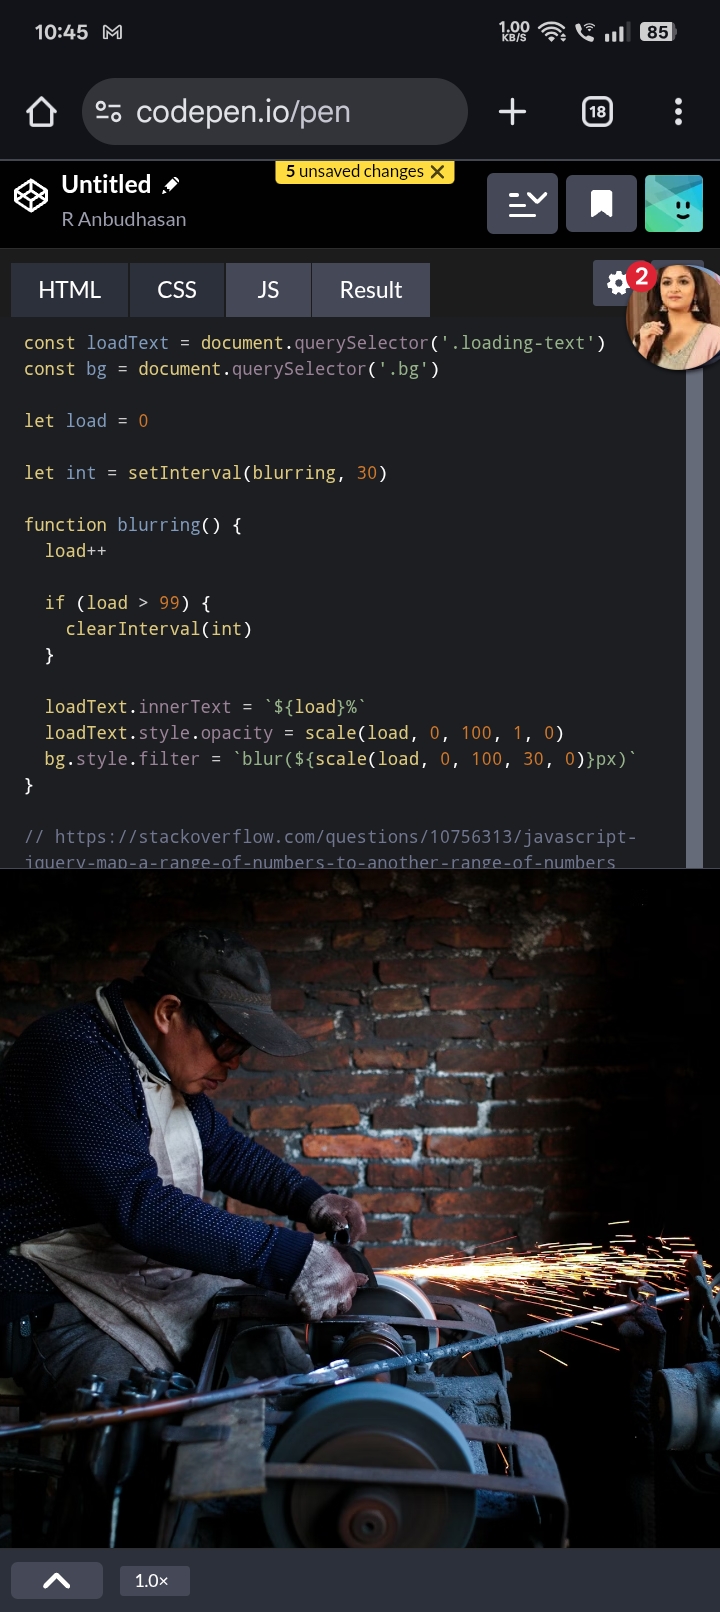 10:45
1.00
KB/S
85
codepen.io/pen
18
5 unsaved changes
Untitled
R Anbudhasan
HTML CSS JS Result
2
const loadText = document.querySelector('.loading-text')
const bg = document.querySelector('.bg')
let load = 0
let int = setInterval(blurring, 30)
function blurring() {
load++
if (load > 99) {
clearInterval(int)
}
loadText.innerText = `${load}%`
loadText.style.opacity = scale(load, 0, 100, 1, 0)
bg.style.filter = `blur(${scale(load, 0, 100, 30, 0)}px)`
}
// https://stackoverflow.com/questions/10756313/javascript-
jquery-map-a-range-of-numbers-to-another-range-of-numbers
1.0×